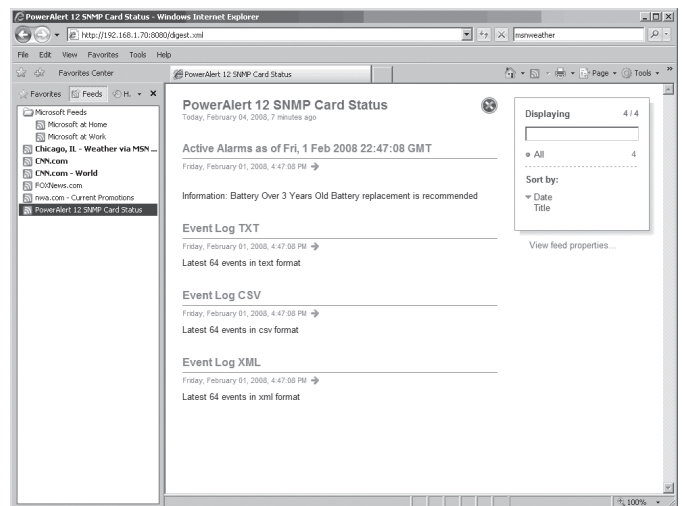 PowerAlert 12 SNMP Card Status - Windows Internet Explorer
http://192.168.1.70:8080/digest.xml
msnweather
File Edit View Favorites Tools Help
Favorites Center
PowerAlert 12 SNMP Card Status
Page
Tools
Favorites
Feeds
H.
Microsoft Feeds
Microsoft at Home
Microsoft at Work
Chicago, IL - Weather via MSN ...
CNN.com
CNN.com - World
FOXNews.com
nwa.com - Current Promotions
PowerAlert 12 SNMP Card Status
PowerAlert 12 SNMP Card Status
Today, February 04, 2008, 7 minutes ago
Active Alarms as of Fri, 1 Feb 2008 22:47:08 GMT
Friday, February 01, 2008, 4:47:08 PM
Information: Battery Over 3 Years Old Battery replacement is recommended
Event Log TXT
Friday, February 01, 2008, 4:47:08 PM
Latest 64 events in text format
Event Log CSV
Friday, February 01, 2008, 4:47:08 PM
Latest 64 events in csv format
Event Log XML
Friday, February 01, 2008, 4:47:08 PM
Latest 64 events in xml format
Displaying 4 / 4
All 4
Sort by:
Date
Title
View feed properties...
100%